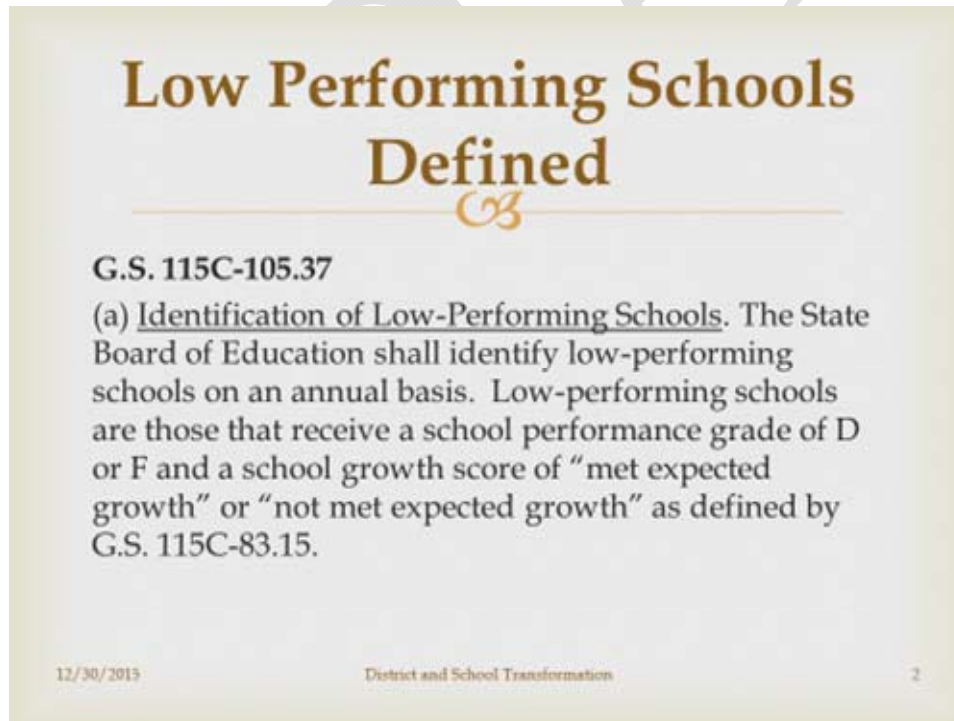 Low Performing Schools
Defined
G.S. 115C-105.37
(a) Identification of Low-Performing Schools. The State
Board of Education shall identify low-performing
schools on an annual basis.  Low-performing schools
are those that receive a school performance grade of D
or F and a school growth score of “met expected
growth” or “not met expected growth” as defined by
G.S. 115C-83.15.
12/30/2015 District and School Transformation 2